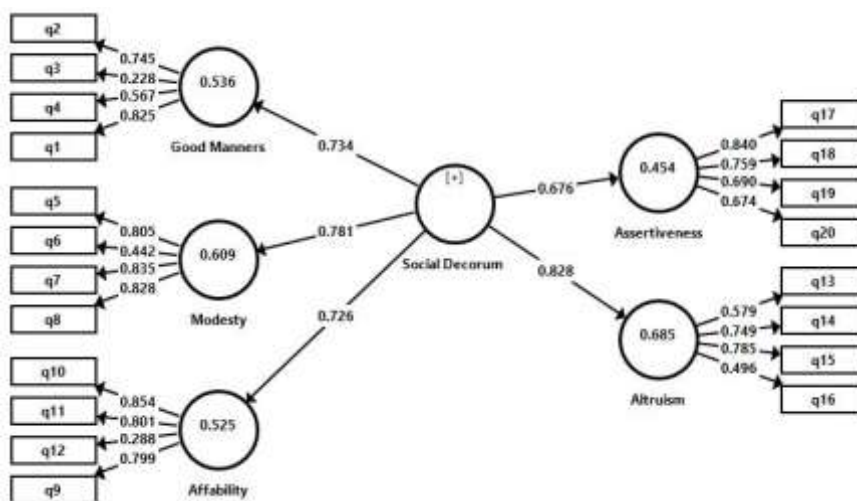 q2
q3
q4
q1
0.745
0.228
0.567
0.825
0.536
Good Manners
0.734
q5
q6
q7
q8
0.805
0.442
0.835
0.828
0.609
Modesty
0.781
q10
q11
q12
q9
0.854
0.801
0.288
0.799
0.525
Affability
0.726
[+]
Social Decorum
0.676
0.828
0.454
Assertiveness
0.840
0.759
0.690
0.674
q17
q18
q19
q20
0.685
Altruism
0.579
0.749
0.785
0.496
q13
q14
q15
q16